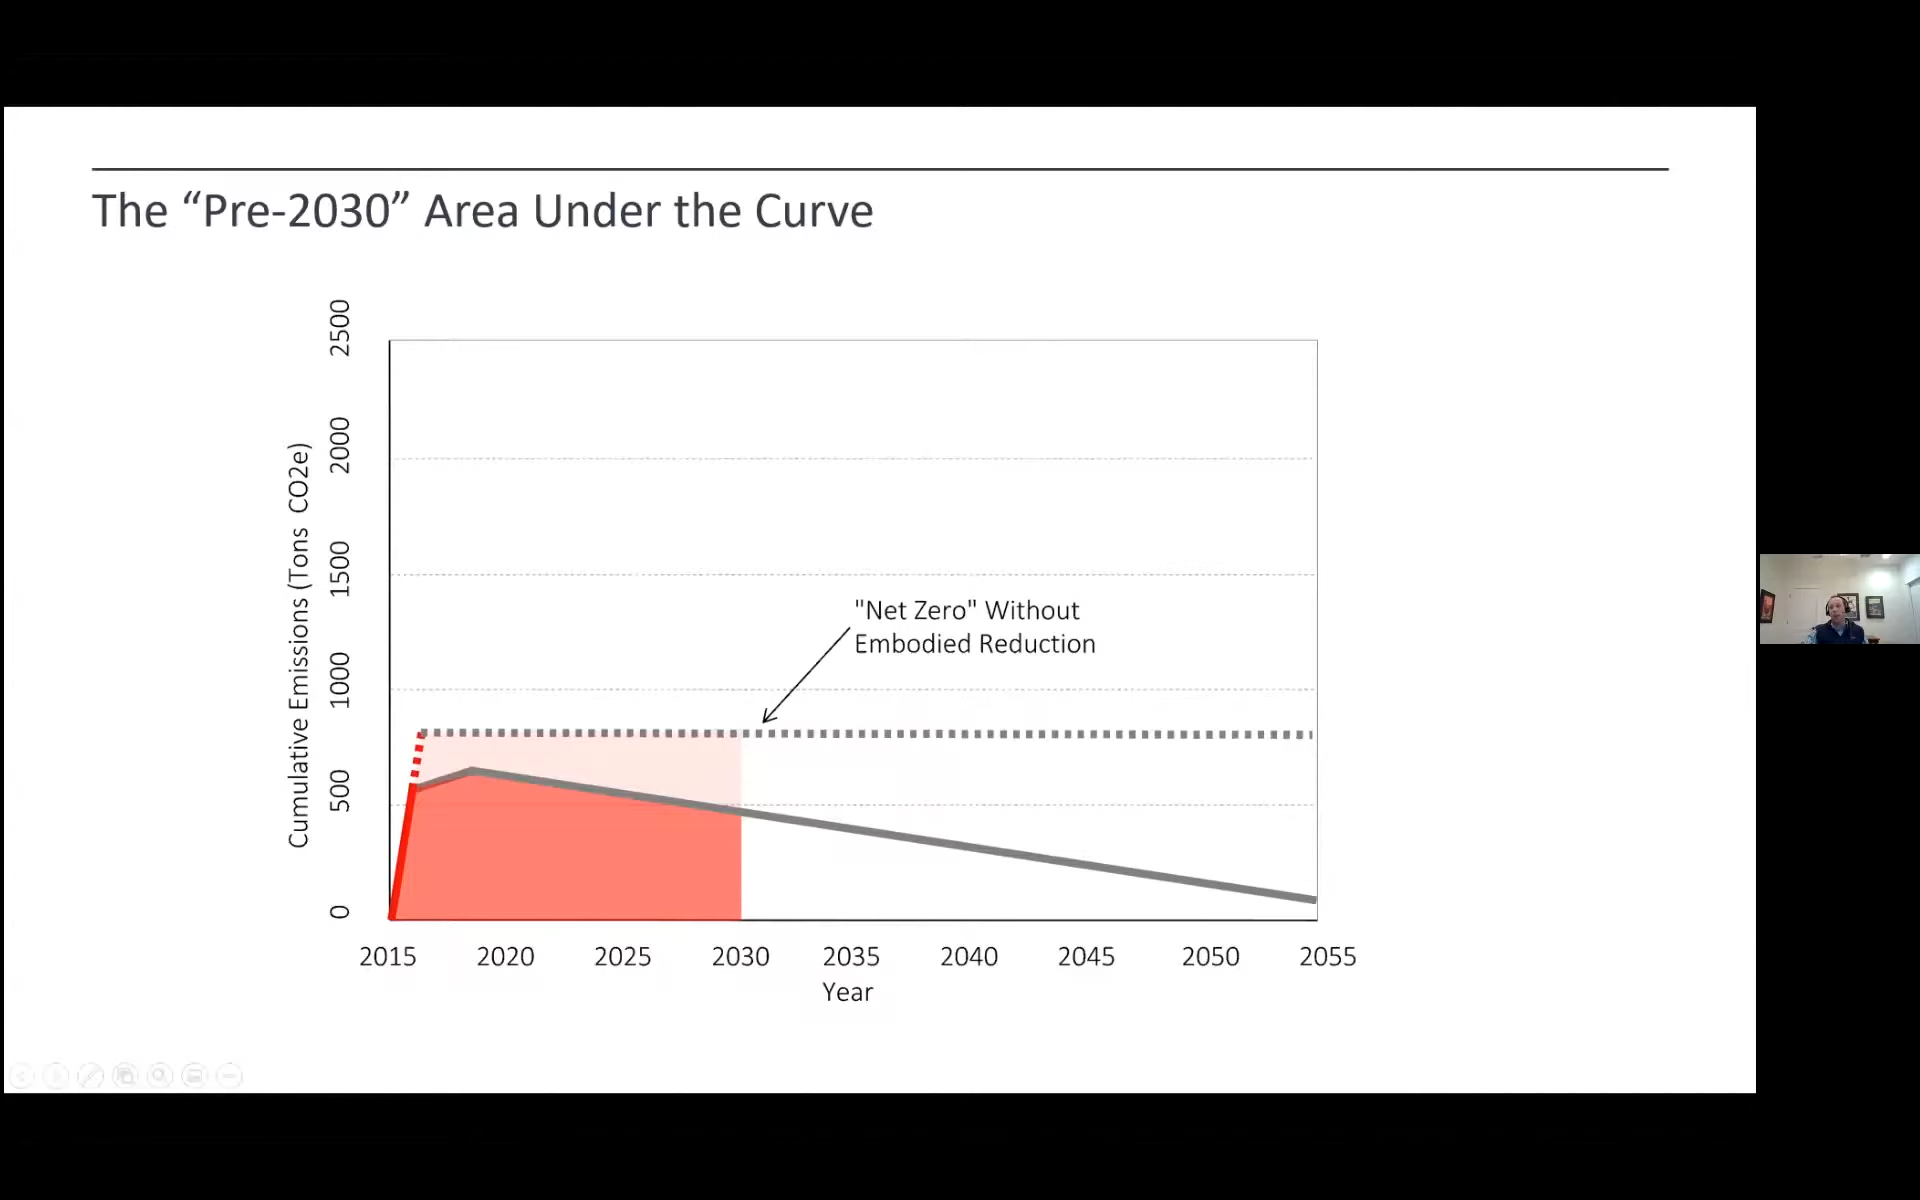 The “Pre-2030” Area Under the Curve
2500
2000
1500
1000
500
0
Cumulative Emissions (Tons CO2e)
"Net Zero" Without
Embodied Reduction
2015 2020 2025 2030 2035 2040 2045 2050 2055
Year